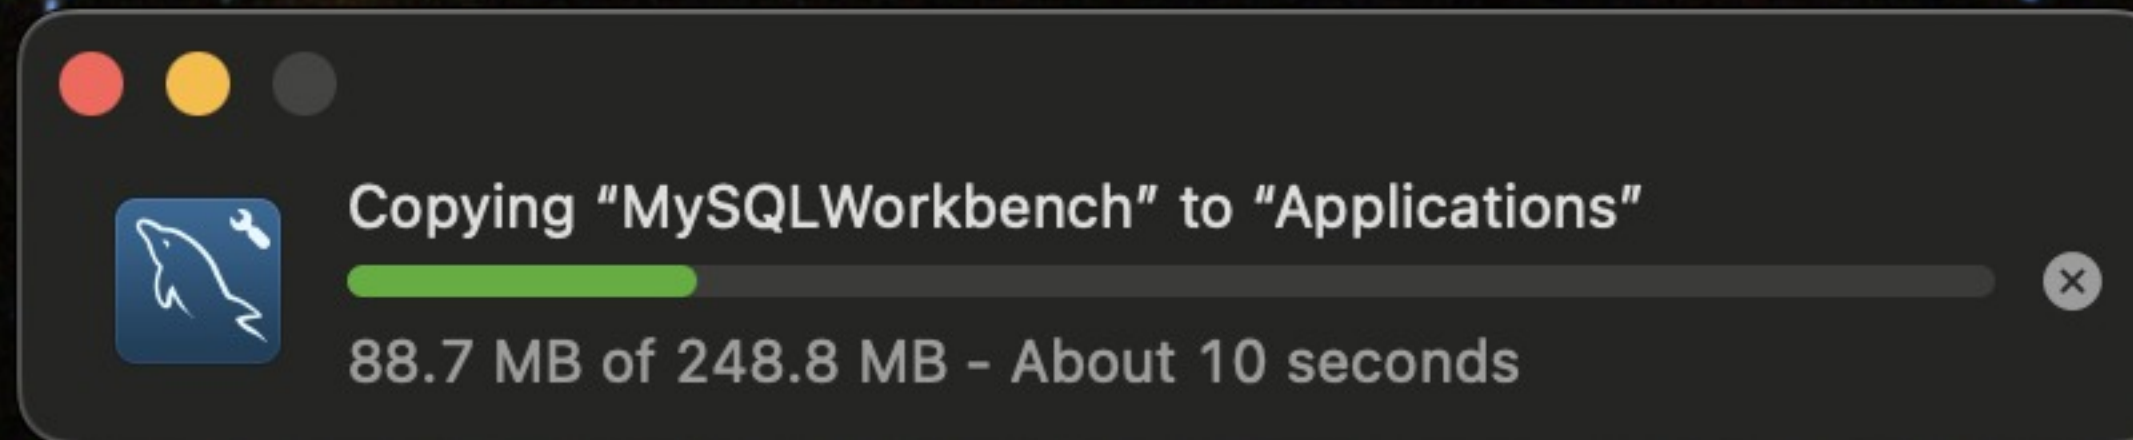 Copying “MySQLWorkbench” to “Applications”
88.7 MB of 248.8 MB - About 10 seconds